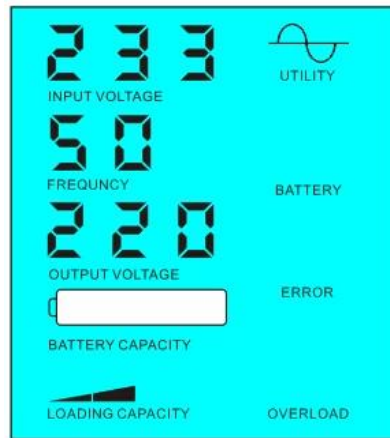 233
INPUT VOLTAGE
UTILITY
50
FREQUNCY
BATTERY
220
OUTPUT VOLTAGE
ERROR
BATTERY CAPACITY
LOADING CAPACITY
OVERLOAD